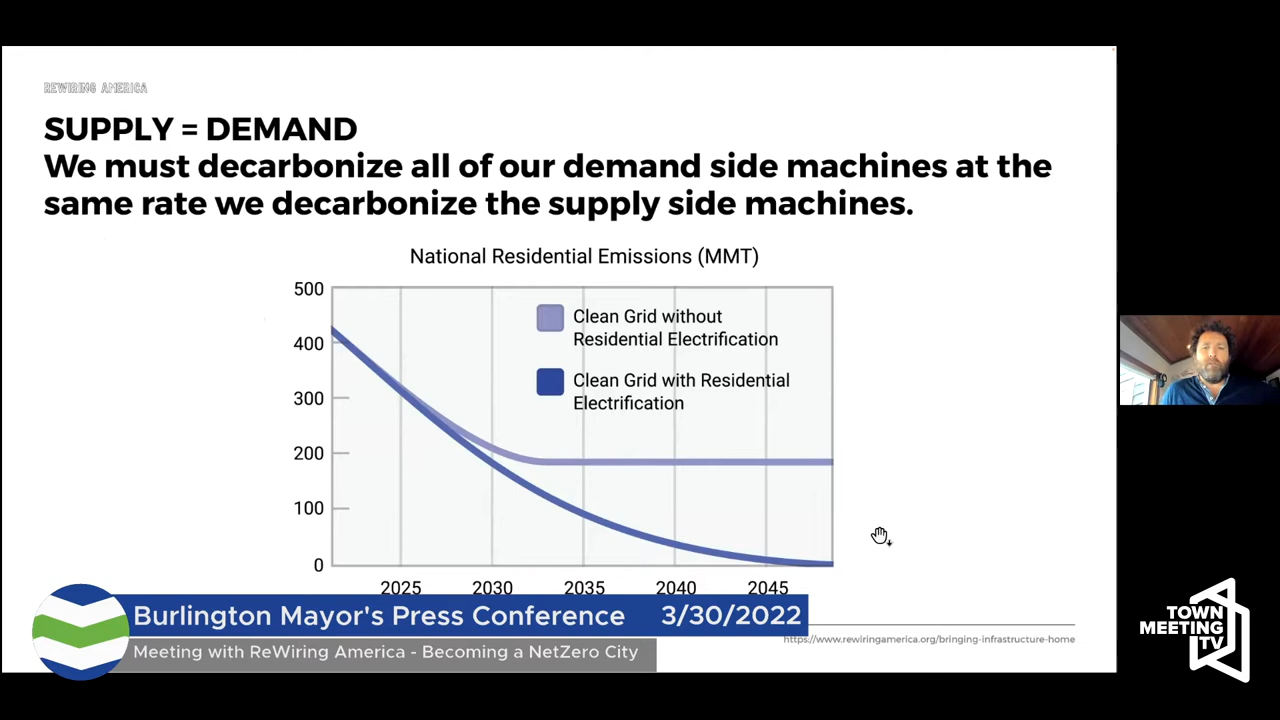 REWIRING AMERICA
SUPPLY = DEMAND
We must decarbonize all of our demand side machines at the
same rate we decarbonize the supply side machines.
National Residential Emissions (MMT)
500
400
300
200
100
0
Clean Grid without
Residential Electrification
Clean Grid with Residential
Electrification
2025 2030 2035 2040 2045
Burlington Mayor's Press Conference 3/30/2022
Meeting with ReWiring America - Becoming a NetZero City
https://www.rewiringamerica.org/bringing-infrastructure-home
TOWN
MEETING
TV